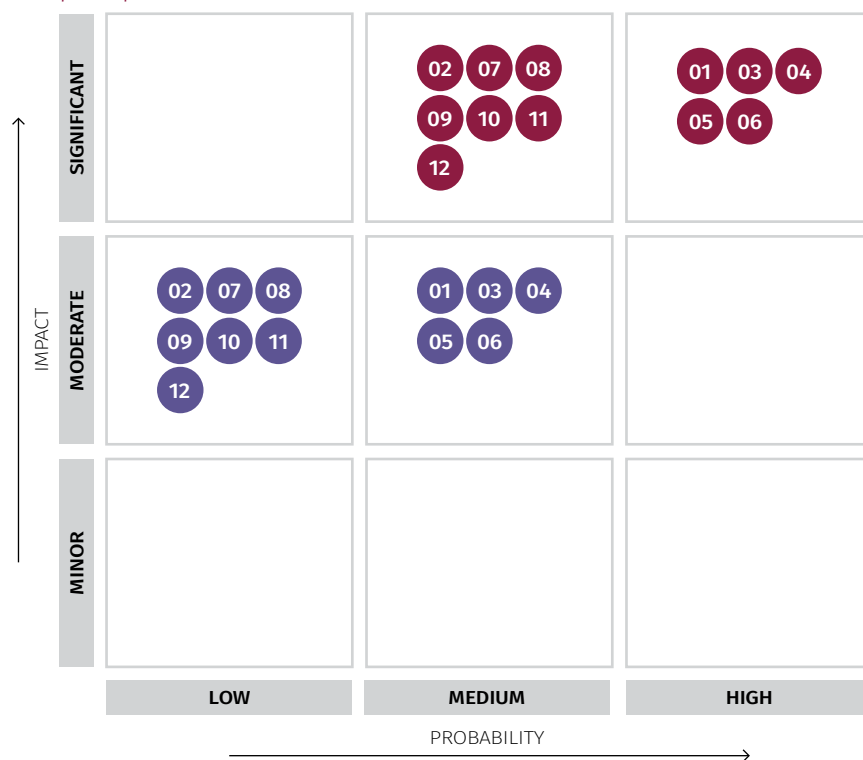 SIGNIFICANT
02 07 08
09 10 11
12
01 03 04
05 06
IMPACT
MODERATE
02 07 08
09 10 11
12
01 03 04
05 06
MINOR
LOW
MEDIUM
HIGH
PROBABILITY